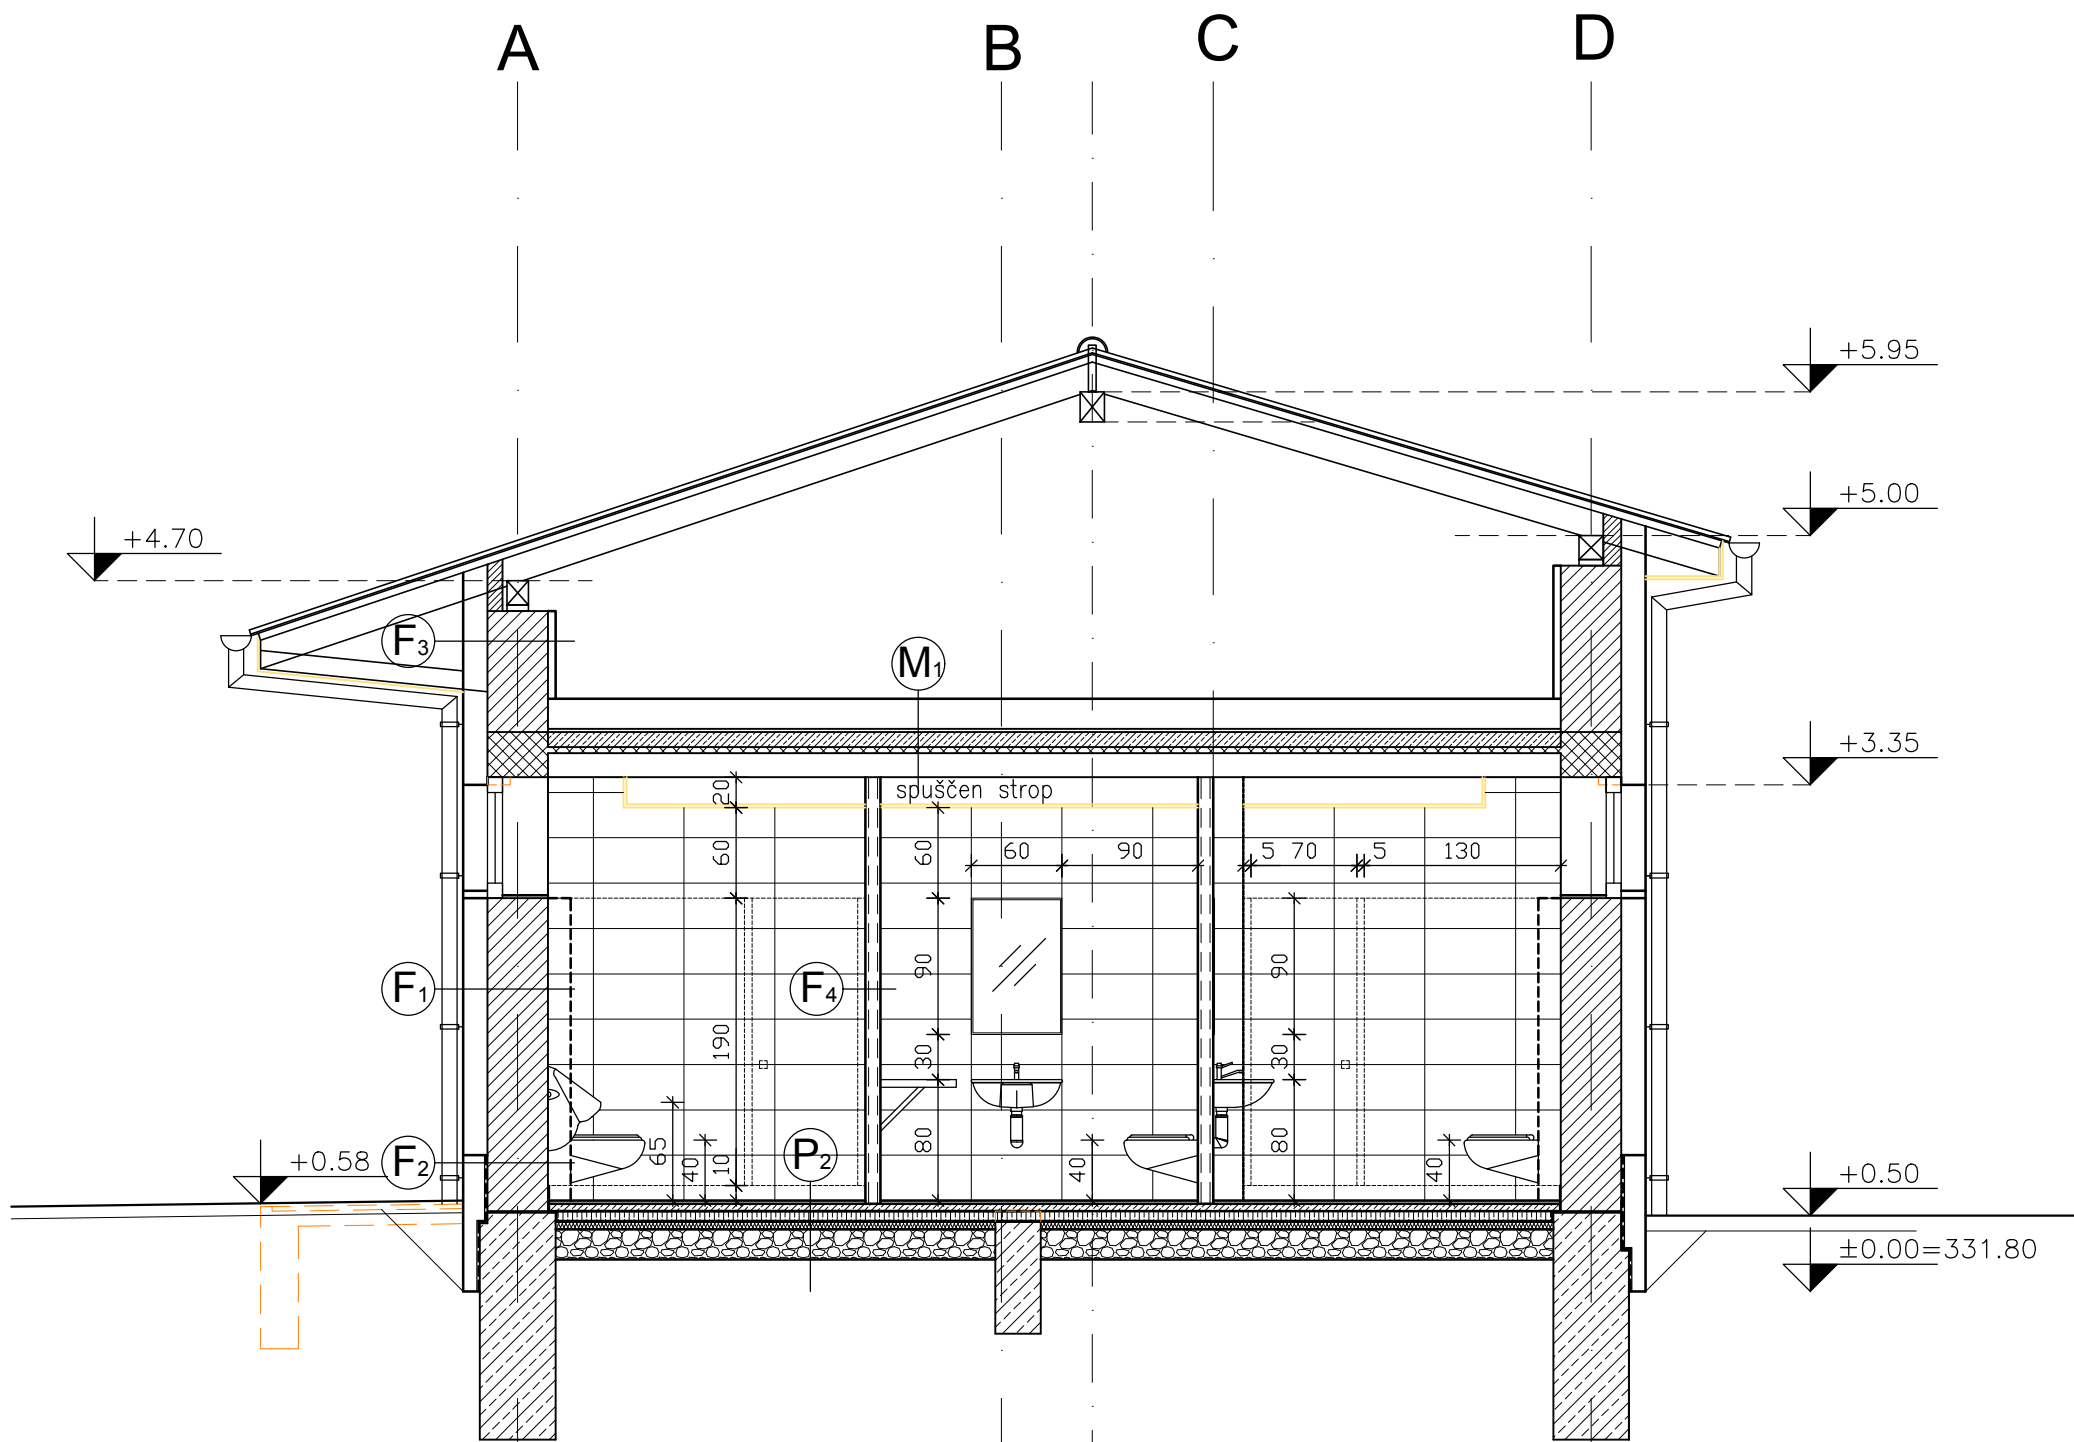 A B C D
+5.95
+5.00
+4.70
F3
M1
+3.35
spuščen strop
20
60 60 60 90 5 70 5 130
F1 F4
90 90
190 30 30
+0.58 F2 65 40 10 P2 80 40 80 40
+0.50
±0.00=331.80